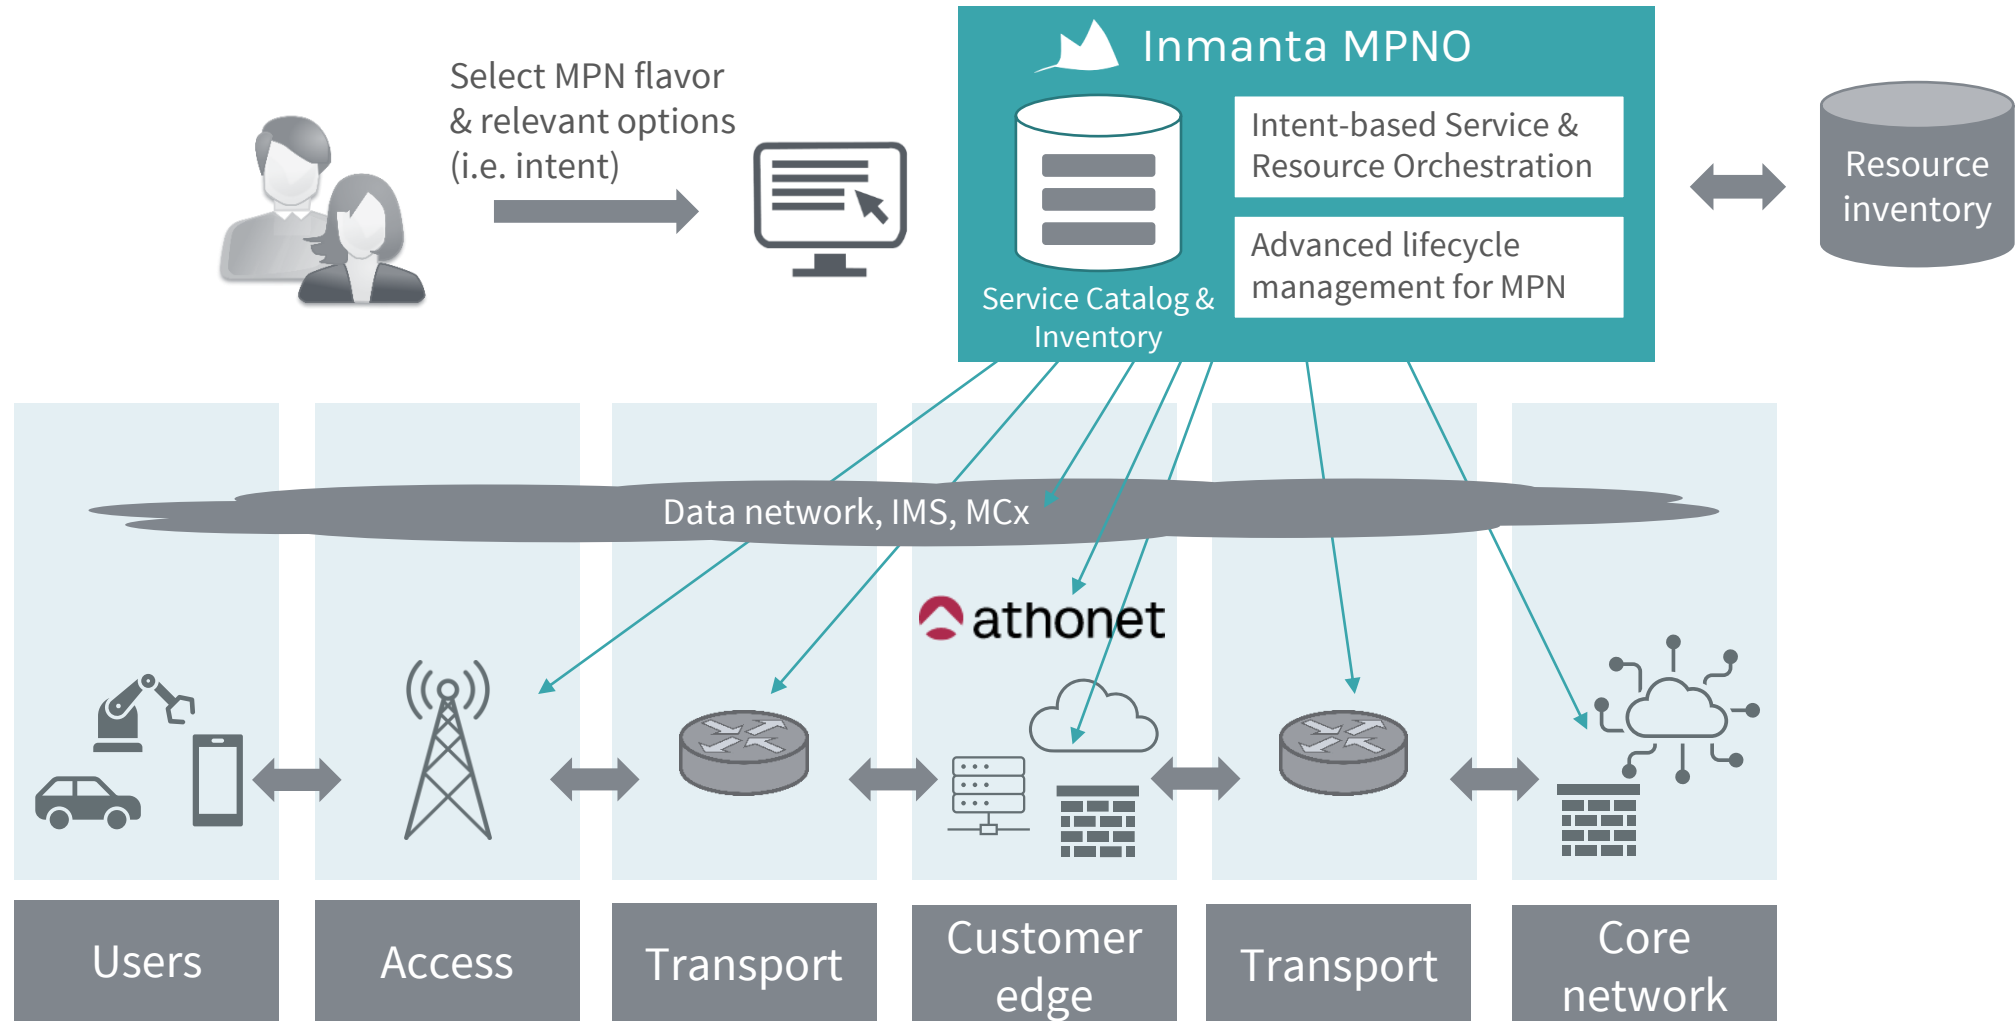 Select MPN flavor
& relevant options
(i.e. intent)
Inmanta MPNO
Service Catalog &
Inventory
Intent-based Service &
Resource Orchestration
Advanced lifecycle
management for MPN
Resource
inventory
Data network, IMS, MCx
athonet
Users
Access
Transport
Customer
edge
Transport
Core
network